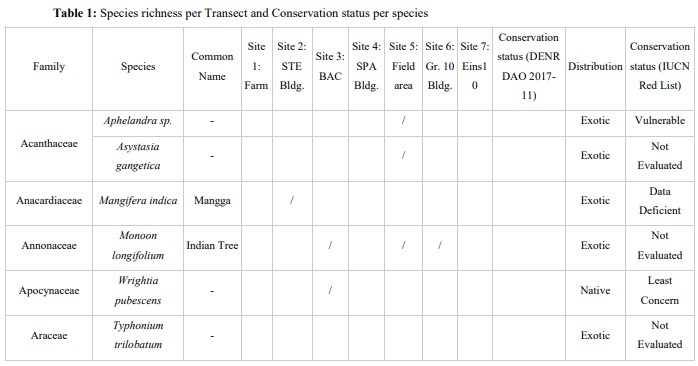 Table 1: Species richness per Transect and Conservation status per species
Family
Species
Common
Name
Site
1:
Farm
Site 2:
STE
Bldg.
Site 3:
BAC
Site 4:
SPA
Bldg.
Site 5:
Field
area
Site 6:
Gr. 10
Bldg.
Site 7:
Eins1
0
Conservation
status (DENR
DAO 2017-
11)
Distribution
Conservation
status (IUCN
Red List)
Acanthaceae
Aphelandra sp.
-
/
Exotic
Vulnerable
Asystasia
gangetica
-
/
Exotic
Not
Evaluated
Anacardiaceae
Mangifera indica
Mangga
/
Exotic
Data
Deficient
Annonaceae
Monoon
longifolium
Indian Tree
/
/
/
Exotic
Not
Evaluated
Apocynaceae
Wrightia
pubescens
-
/
Native
Least
Concern
Araceae
Typhonium
trilobatum
-
Exotic
Not
Evaluated